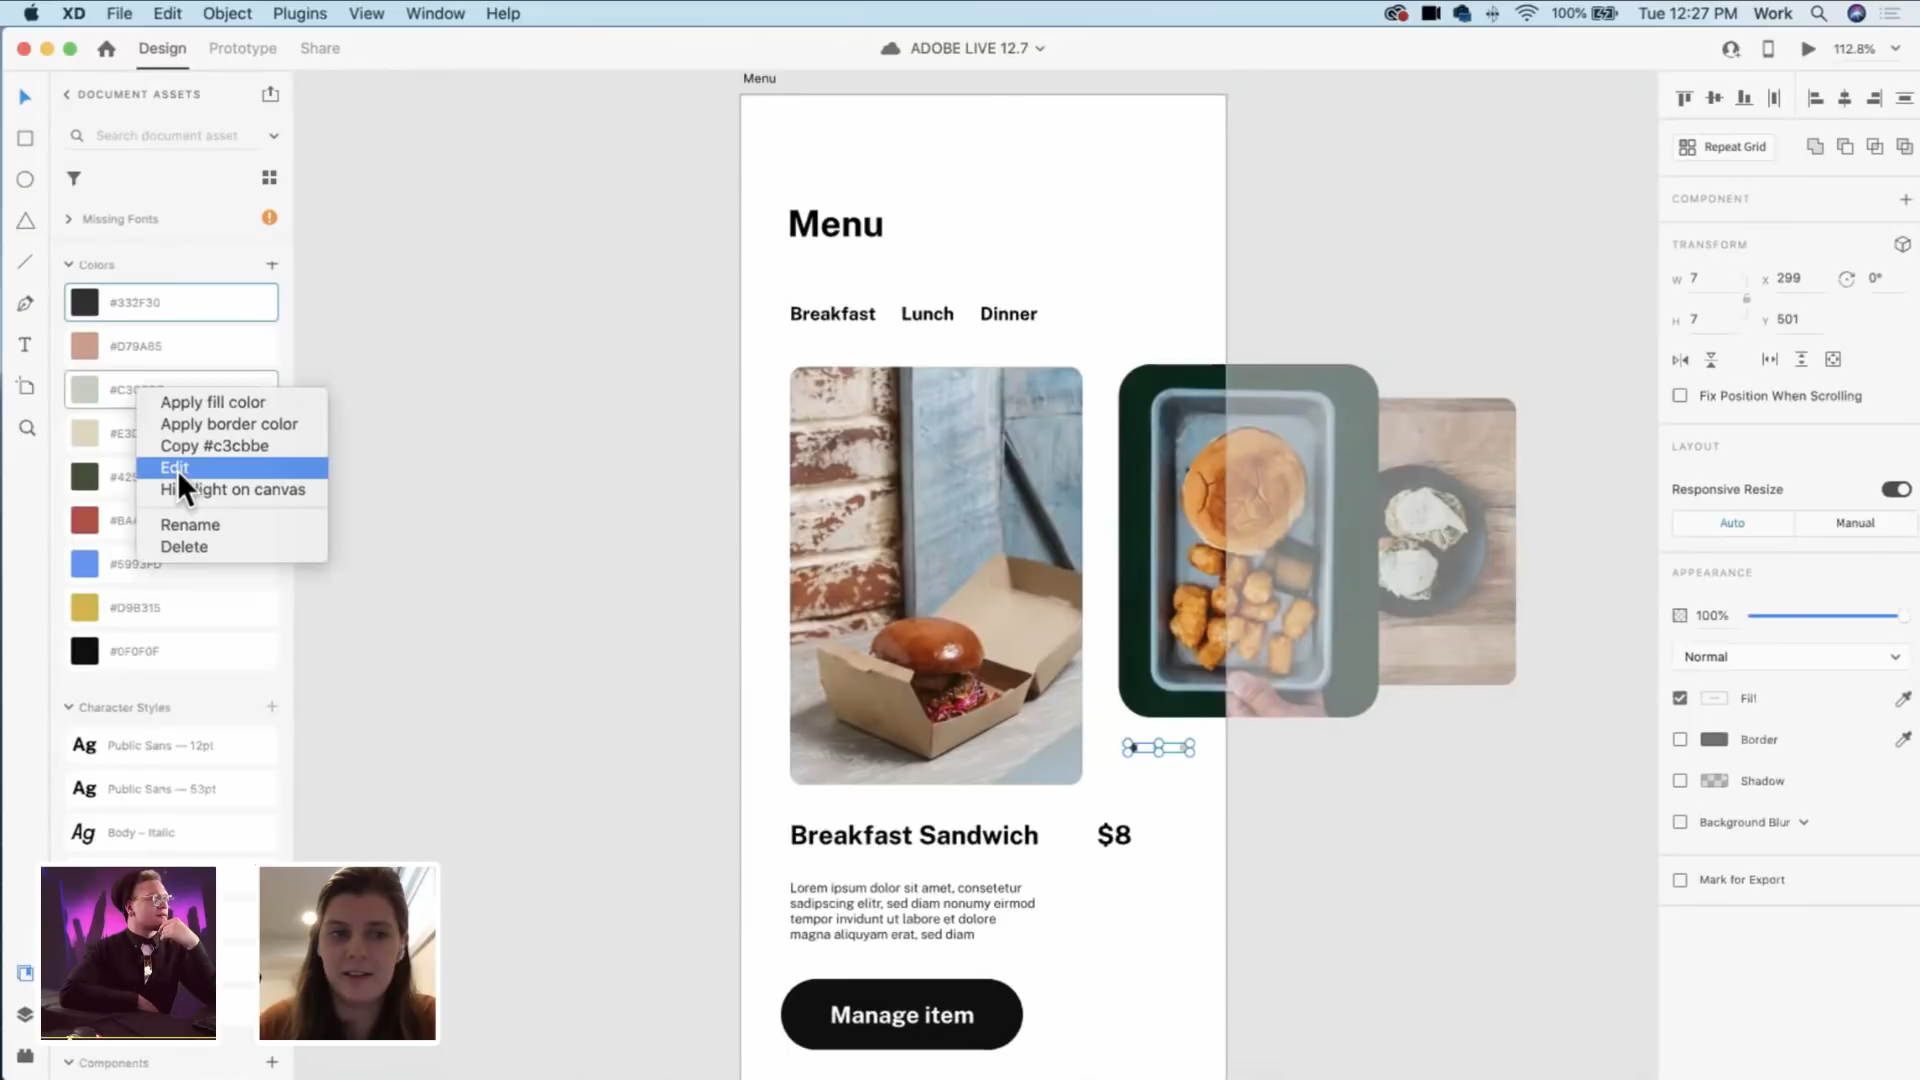 XD File Edit Object Plugins View Window Help
100% Tue 12:27 PM Work
Design Prototype Share
ADOBE LIVE 12.7
112.8%
DOCUMENT ASSETS
Search document asset
Missing Fonts
Colors
#332F30
#D79A85
Apply fill color
Apply border color
Copy #c3cbbe
Edit
Highlight on canvas
Rename
Delete
#5993FD
#D9B315
#0F0F0F
Character Styles
Ag Public Sans — 12pt
Ag Public Sans — 53pt
Ag Body – Italic
Components
Menu
Menu
Breakfast Lunch Dinner
Breakfast Sandwich $8
Lorem ipsum dolor sit amet, consetetur
sadipscing elitr, sed diam nonumy eirmod
tempor invidunt ut labore et dolore
magna aliquyam erat, sed diam
Manage item
Repeat Grid
COMPONENT
TRANSFORM
W 7 X 299 0°
H 7 Y 501
Fix Position When Scrolling
LAYOUT
Responsive Resize
Auto Manual
APPEARANCE
100%
Normal
Fill
Border
Shadow
Background Blur
Mark for Export